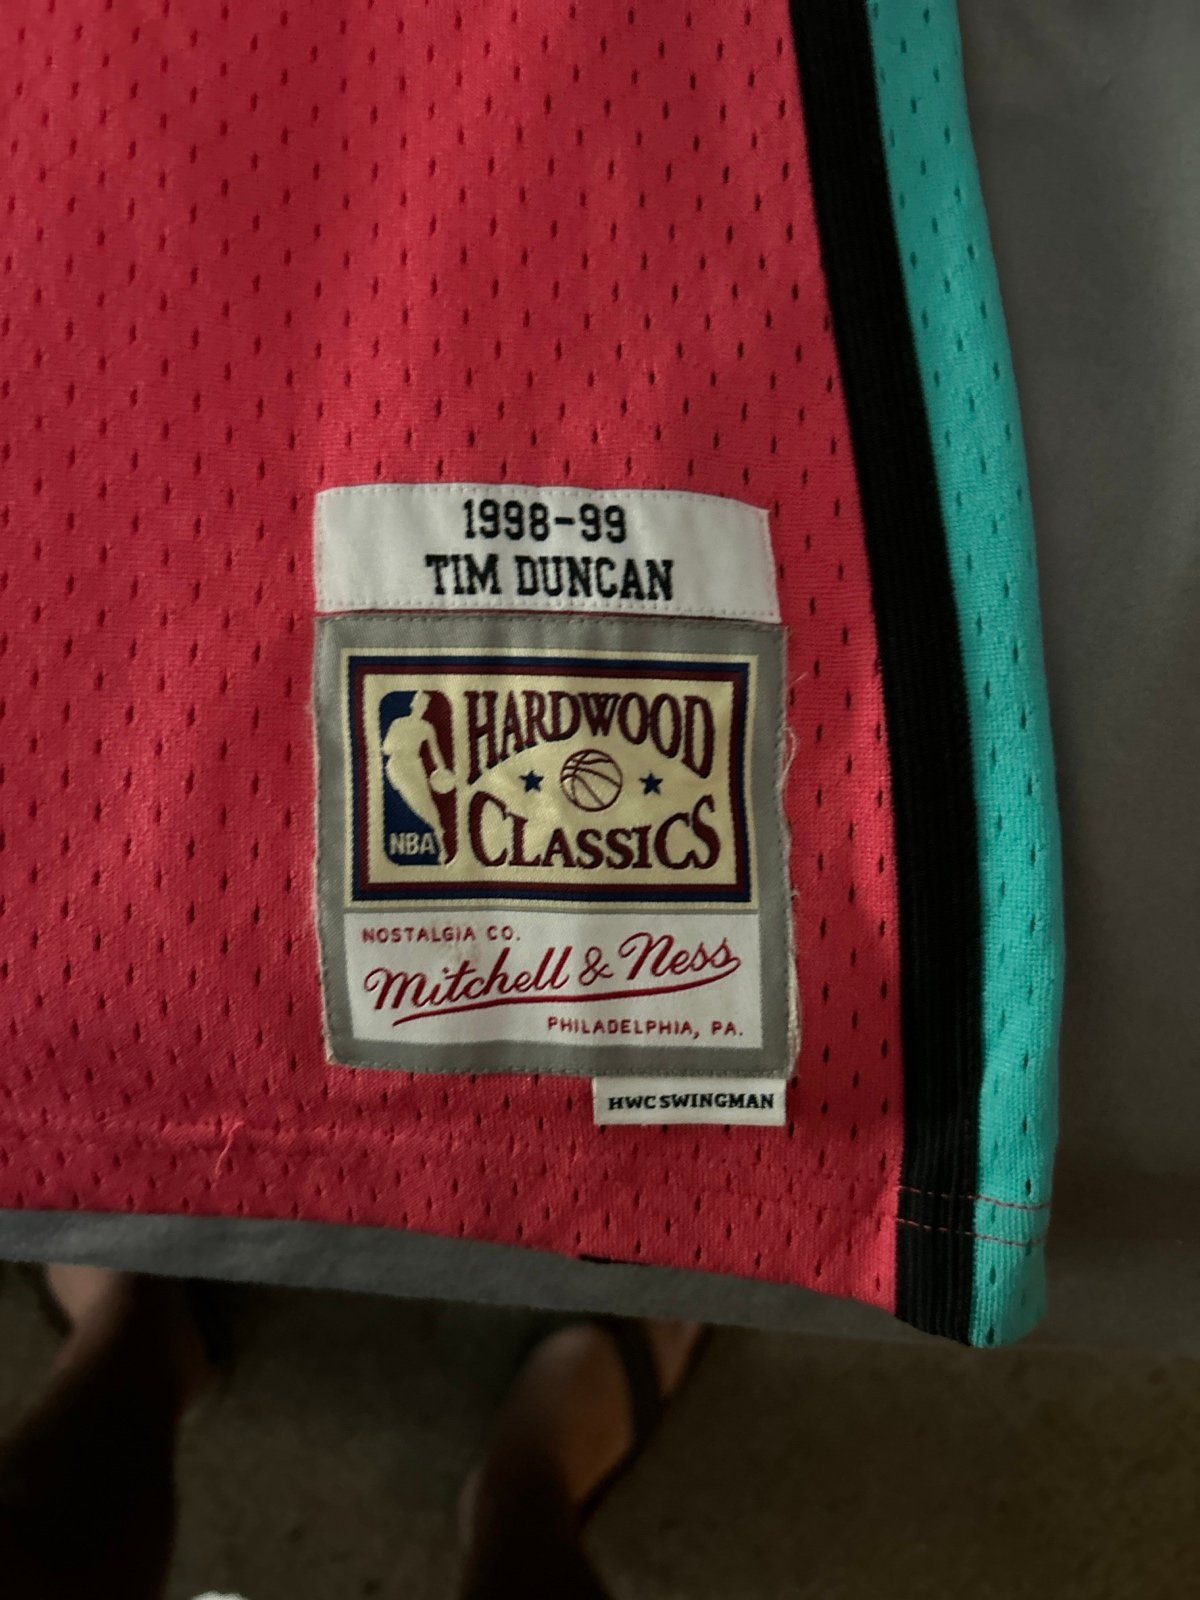 1998-99
TIM DUNCAN
HARDWOOD
CLASSICS
NBA
NOSTALGIA CO.
Mitchell & Ness
PHILADELPHIA, PA.
HWC SWINGMAN